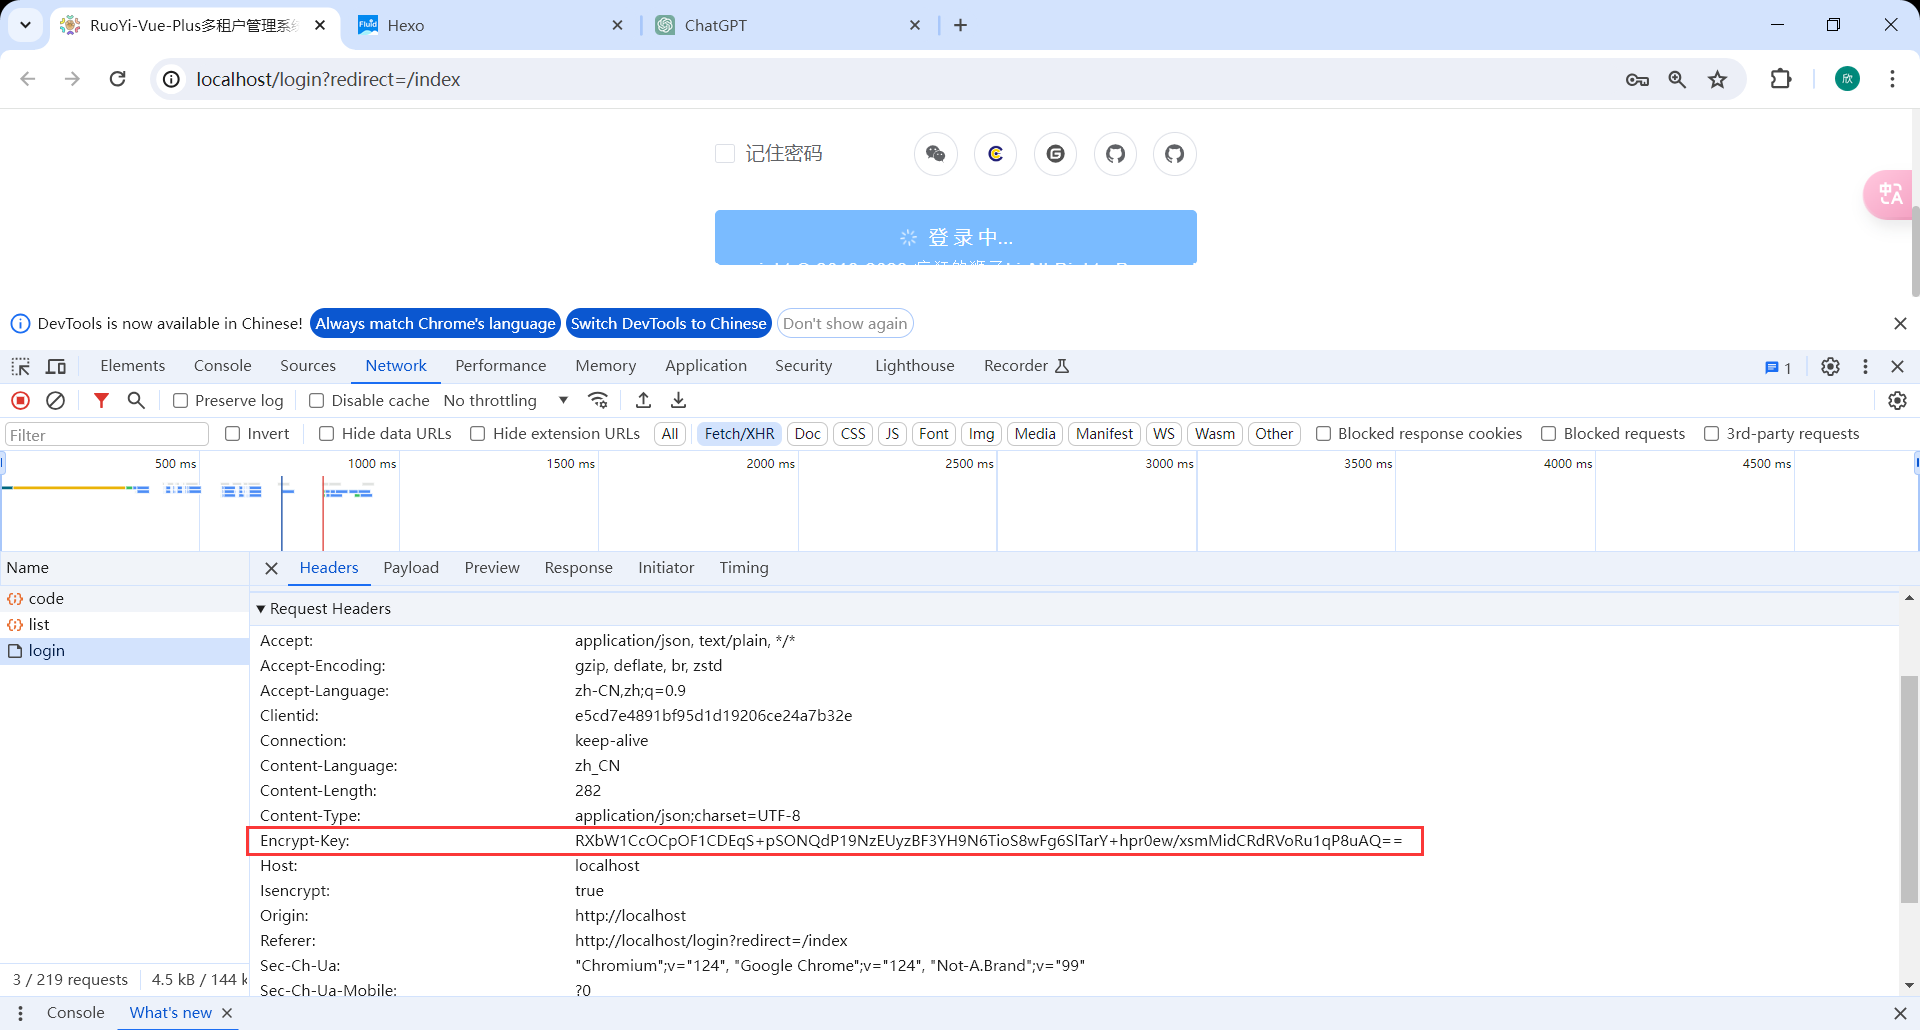 RuoYi-Vue-Plus多租户管理系统
Hexo
ChatGPT
localhost/login?redirect=/index
欣
记住密码
登 录 中...
DevTools is now available in Chinese! Always match Chrome's language Switch DevTools to Chinese Don't show again
Elements Console Sources Network Performance Memory Application Security Lighthouse Recorder 1
Preserve log Disable cache No throttling
Filter Invert Hide data URLs Hide extension URLs All Fetch/XHR Doc CSS JS Font Img Media Manifest WS Wasm Other Blocked response cookies Blocked requests 3rd-party requests
500 ms 1000 ms 1500 ms 2000 ms 2500 ms 3000 ms 3500 ms 4000 ms 4500 ms
Name Headers Payload Preview Response Initiator Timing
code
list
login
Request Headers
Accept: application/json, text/plain, */*
Accept-Encoding: gzip, deflate, br, zstd
Accept-Language: zh-CN,zh;q=0.9
Clientid: e5cd7e4891bf95d1d19206ce24a7b32e
Connection: keep-alive
Content-Language: zh_CN
Content-Length: 282
Content-Type: application/json;charset=UTF-8
Encrypt-Key: RXbW1CcOCpOF1CDEqS+pSONQdP19NzEUyzBF3YH9N6TioS8wFg6SlTarY+hpr0ew/xsmMidCRdRVoRu1qP8uAQ==
Host: localhost
Isencrypt: true
Origin: http://localhost
Referer: http://localhost/login?redirect=/index
Sec-Ch-Ua: "Chromium";v="124", "Google Chrome";v="124", "Not-A.Brand";v="99"
Sec-Ch-Ua-Mobile: ?0
3 / 219 requests 4.5 kB / 144 k
Console What's new